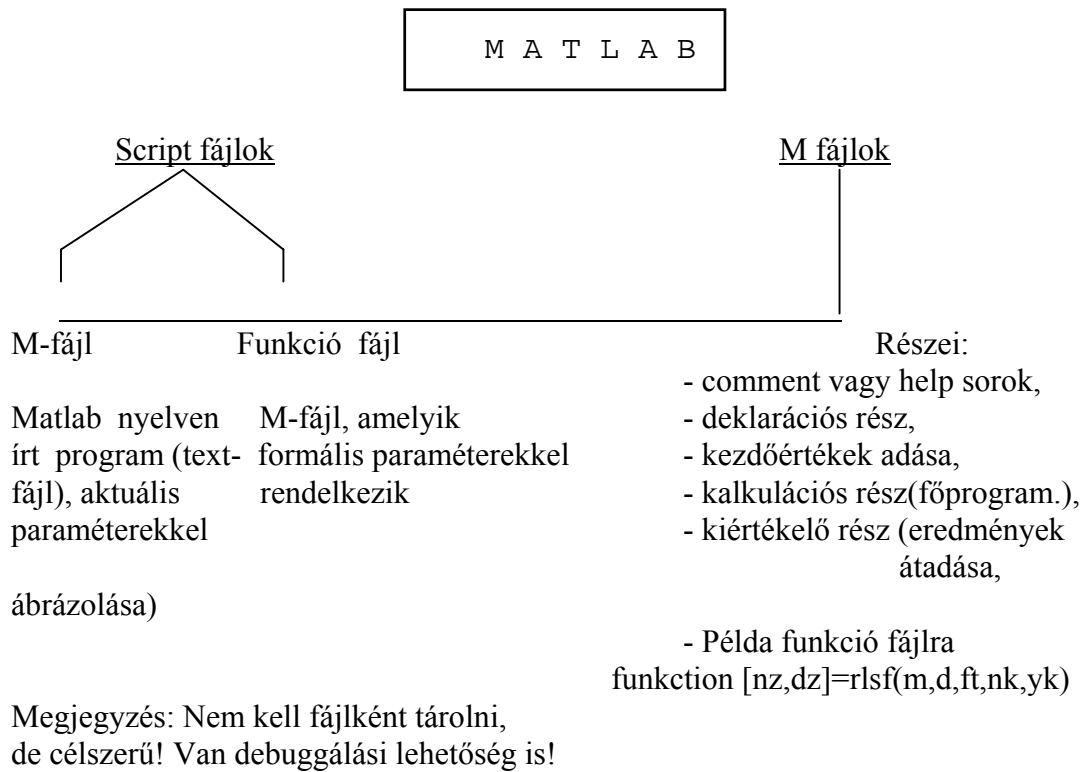 M A T L A B
Script fájlok M fájlok
M-fájl Funkció fájl Részei:
- comment vagy help sorok,
Matlab nyelven M-fájl, amelyik - deklarációs rész,
írt program (text- formális paraméterekkel - kezdőértékek adása,
fájl), aktuális rendelkezik - kalkulációs rész(főprogram.),
paraméterekkel - kiértékelő rész (eredmények
átadása,
ábrázolása)
- Példa funkció fájlra
funkction [nz,dz]=rlsf(m,d,ft,nk,yk)
Megjegyzés: Nem kell fájlként tárolni,
de célszerű! Van debuggálási lehetőség is!